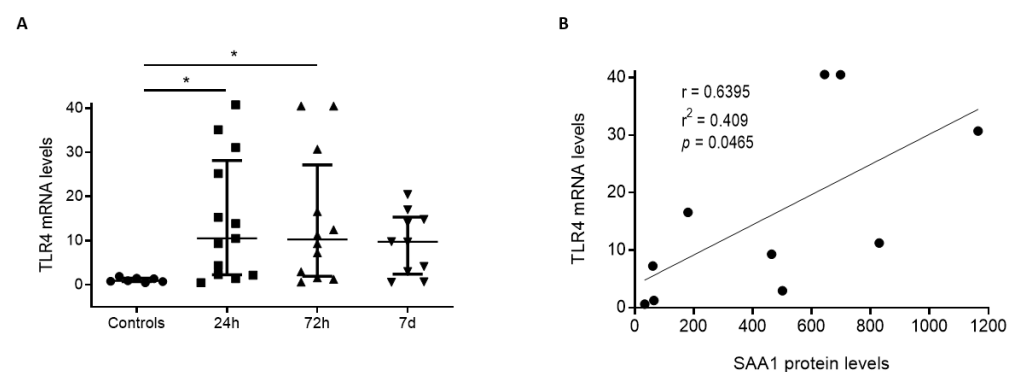 A
*
*
TLR4 mRNA levels
40
30
20
10
0
Controls 24h 72h 7d
B
TLR4 mRNA levels
40
30
20
10
0
r = 0.6395
r² = 0.409
p = 0.0465
0 200 400 600 800 1000 1200
SAA1 protein levels